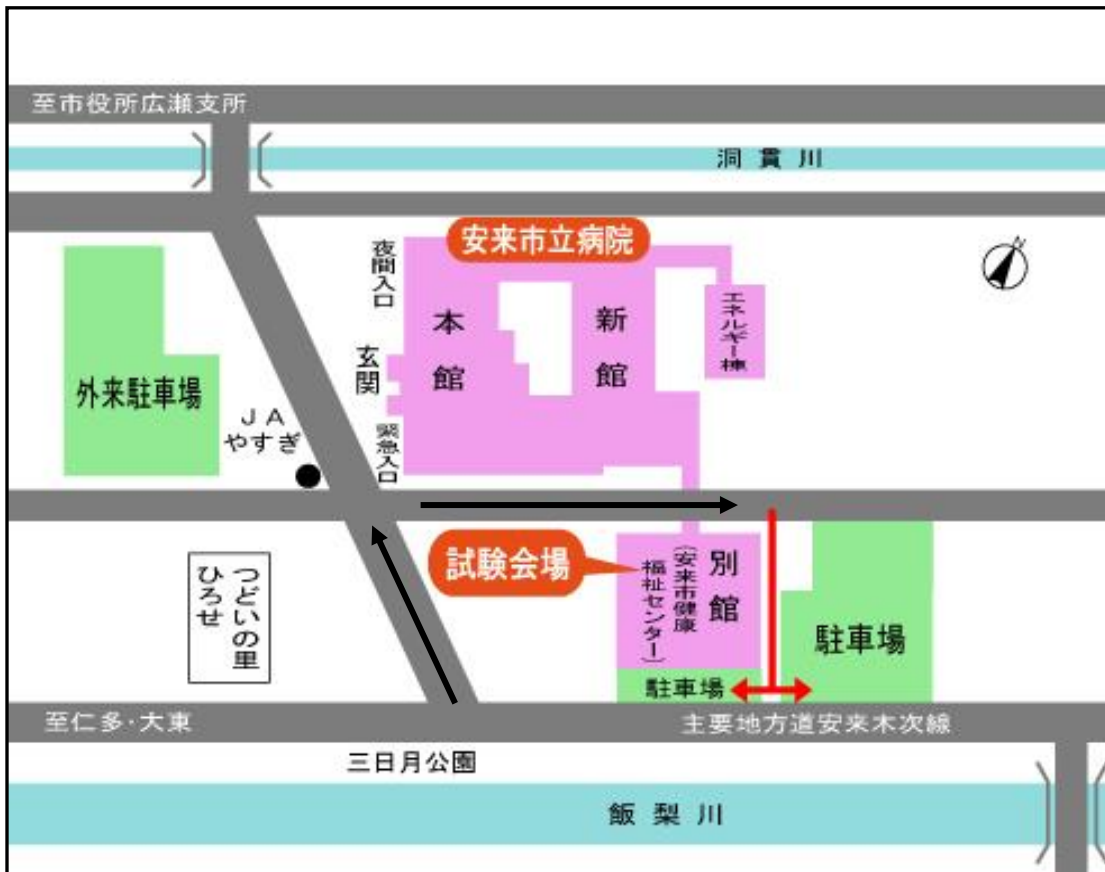 至市役所広瀬支所
洞貫川
安来市立病院
N
夜間入口
本館
新館
エネルギー棟
玄関
外来駐車場
JA
やすぎ
緊急入口
試験会場
別館
(安来市健康
福祉センター)
つどいの里
ひろせ
駐車場
駐車場
至仁多・大東
主要地方道安来木次線
三日月公園
飯梨川